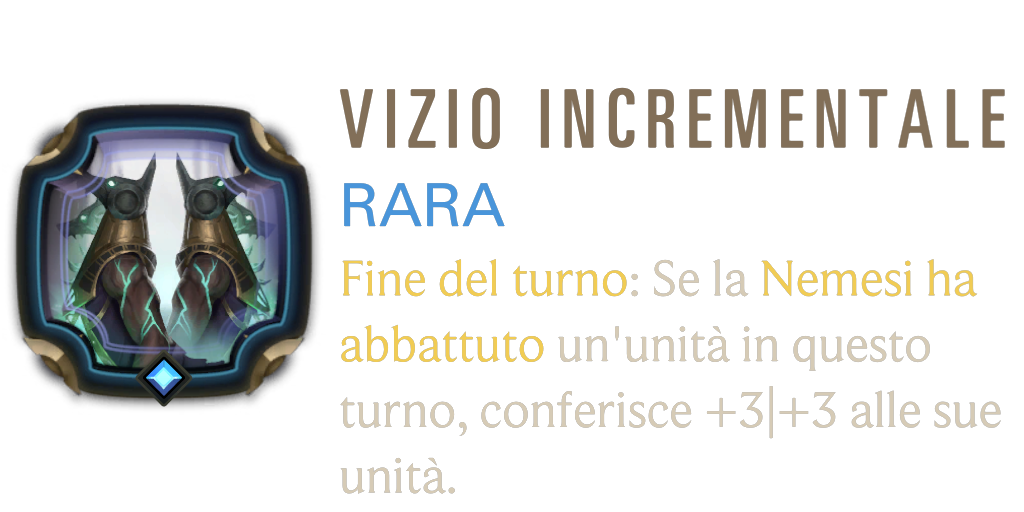 VIZIO INCREMENTALE
RARA
Fine del turno: Se la Nemesi ha
abbattuto un'unità in questo
turno, conferisce +3|+3 alle sue
unità.